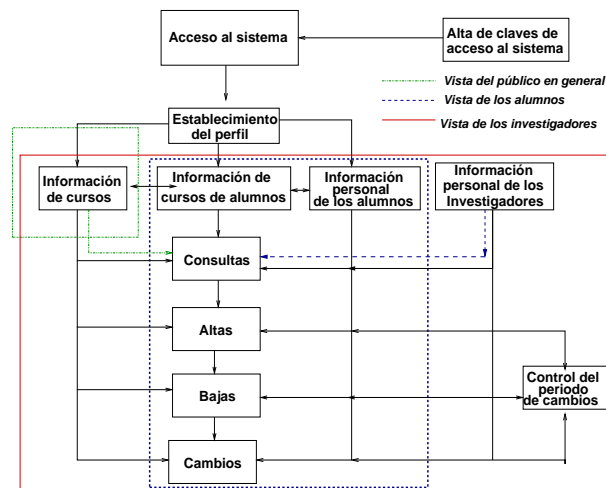 Acceso al sistema
Alta de claves de
acceso al sistema
Vista del público en general
Vista de los alumnos
Vista de los investigadores
Establecimiento
del perfil
Información
de cursos
Información de
cursos de alumnos
Información
personal
de los alumnos
Información
personal de los
Investigadores
Consultas
Altas
Bajas
Control del
periodo
de cambios
Cambios